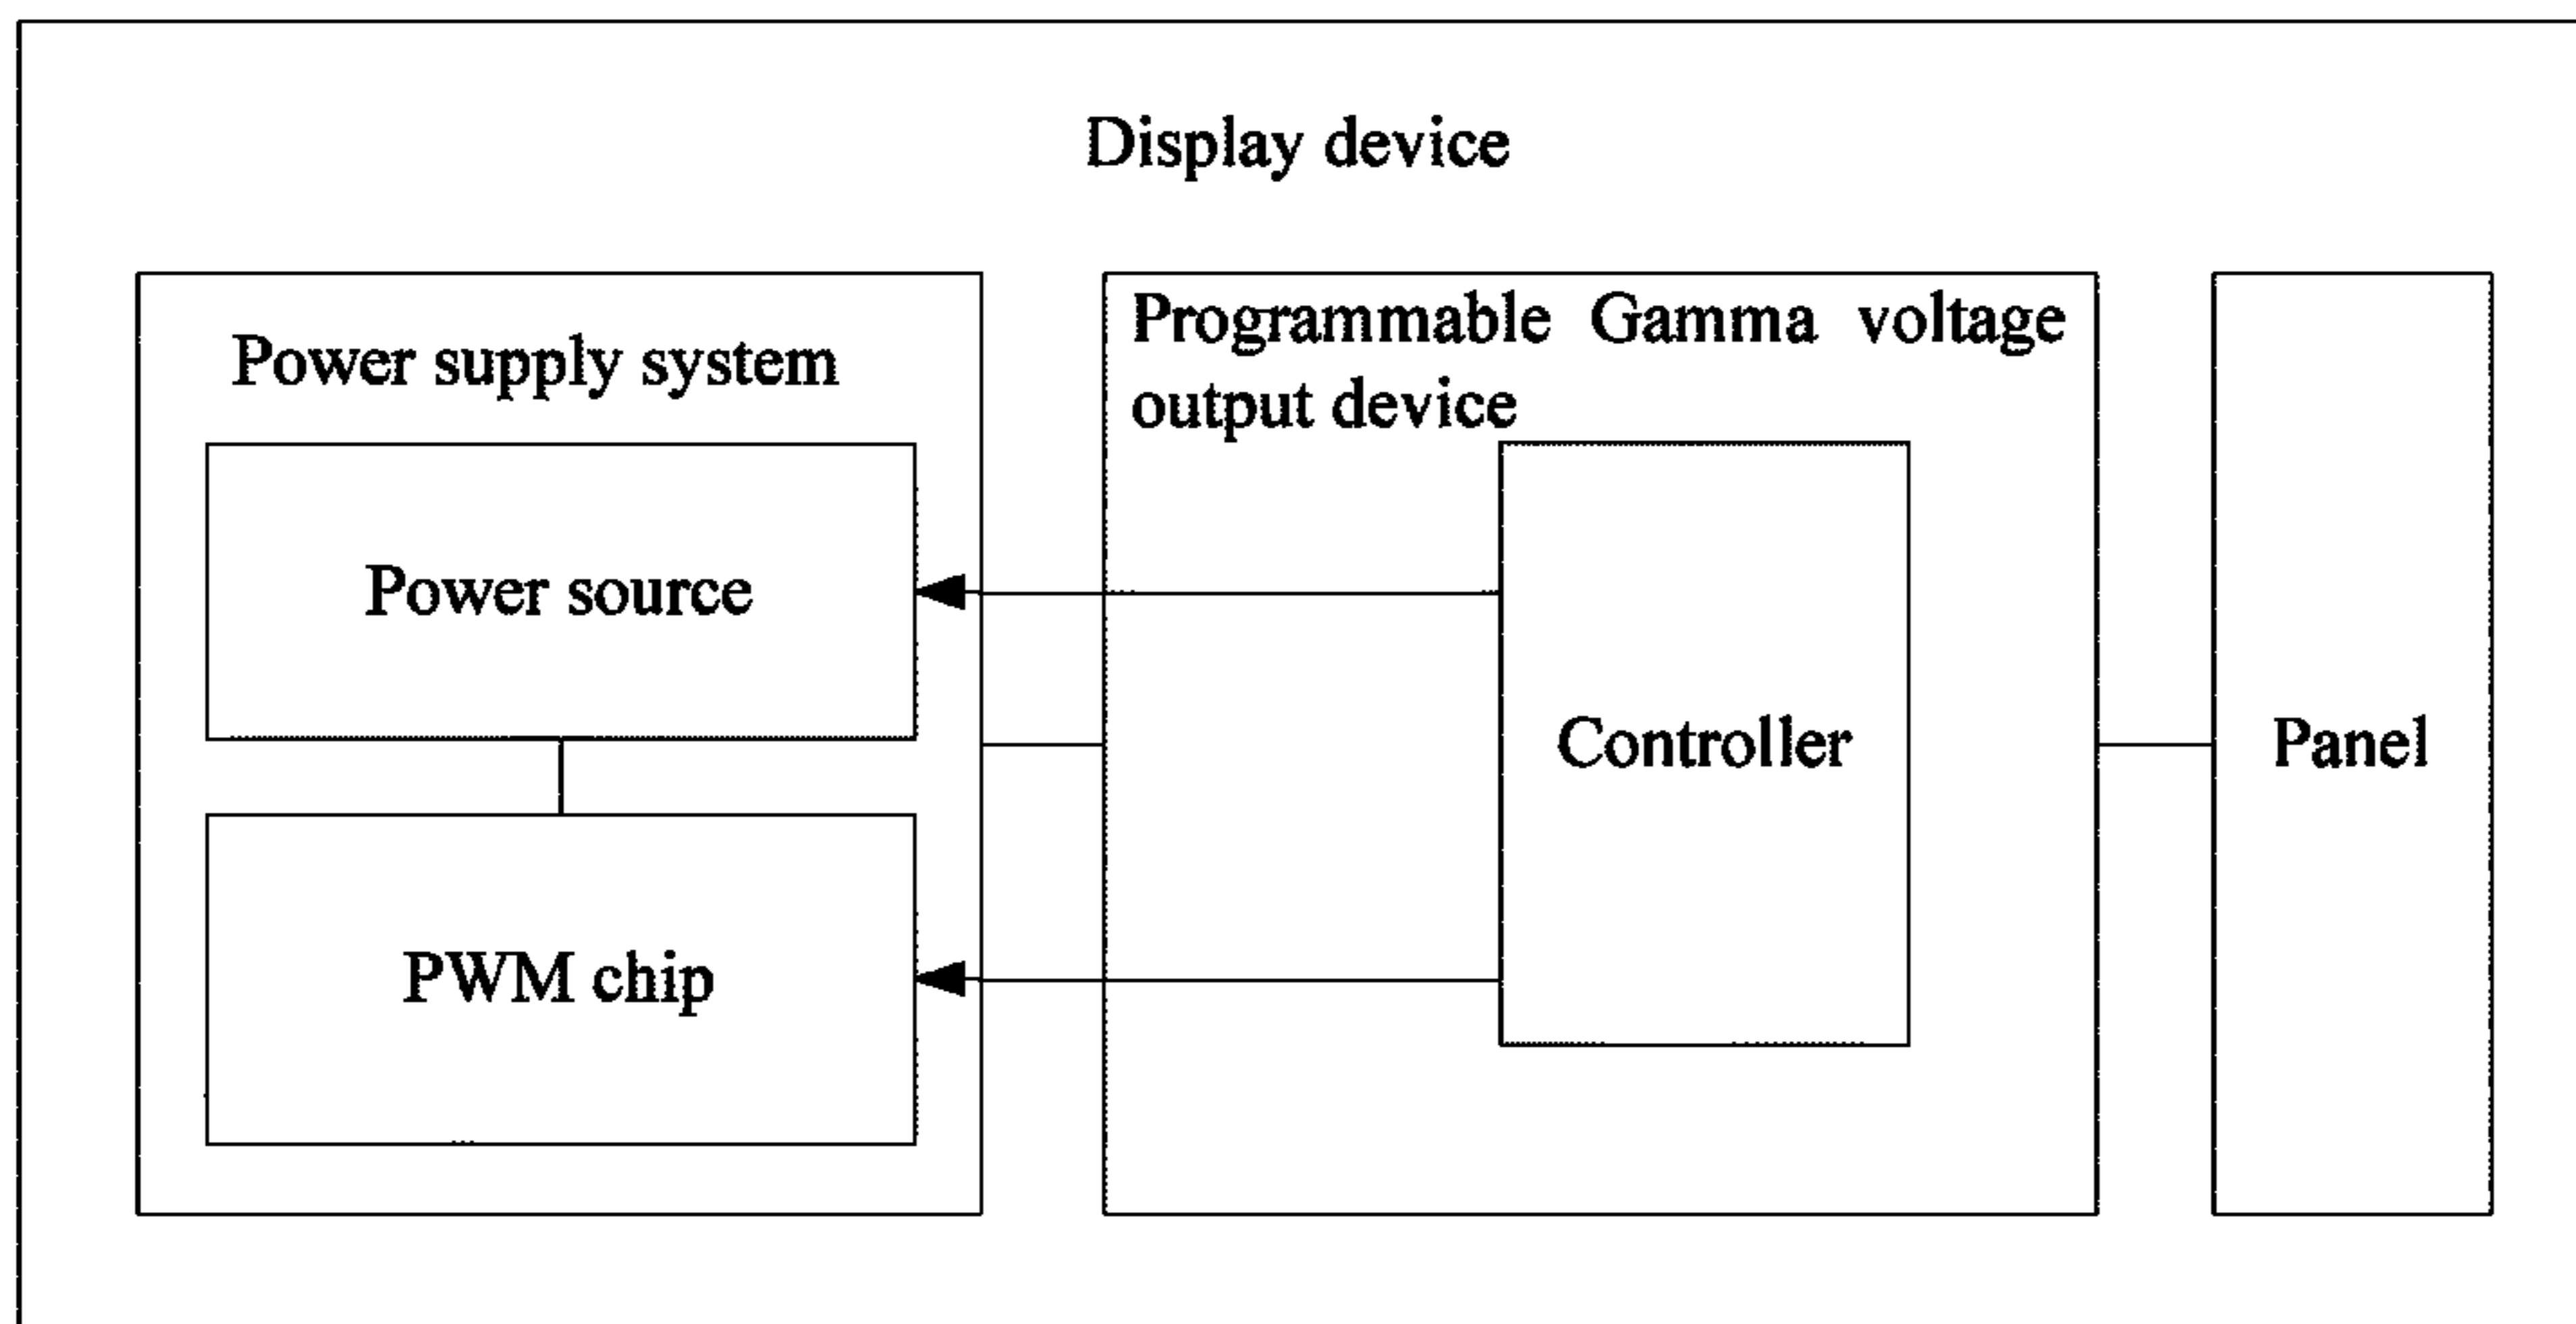 Display device
Power supply system
Programmable Gamma voltage
output device
Power source
Controller
Panel
PWM chip